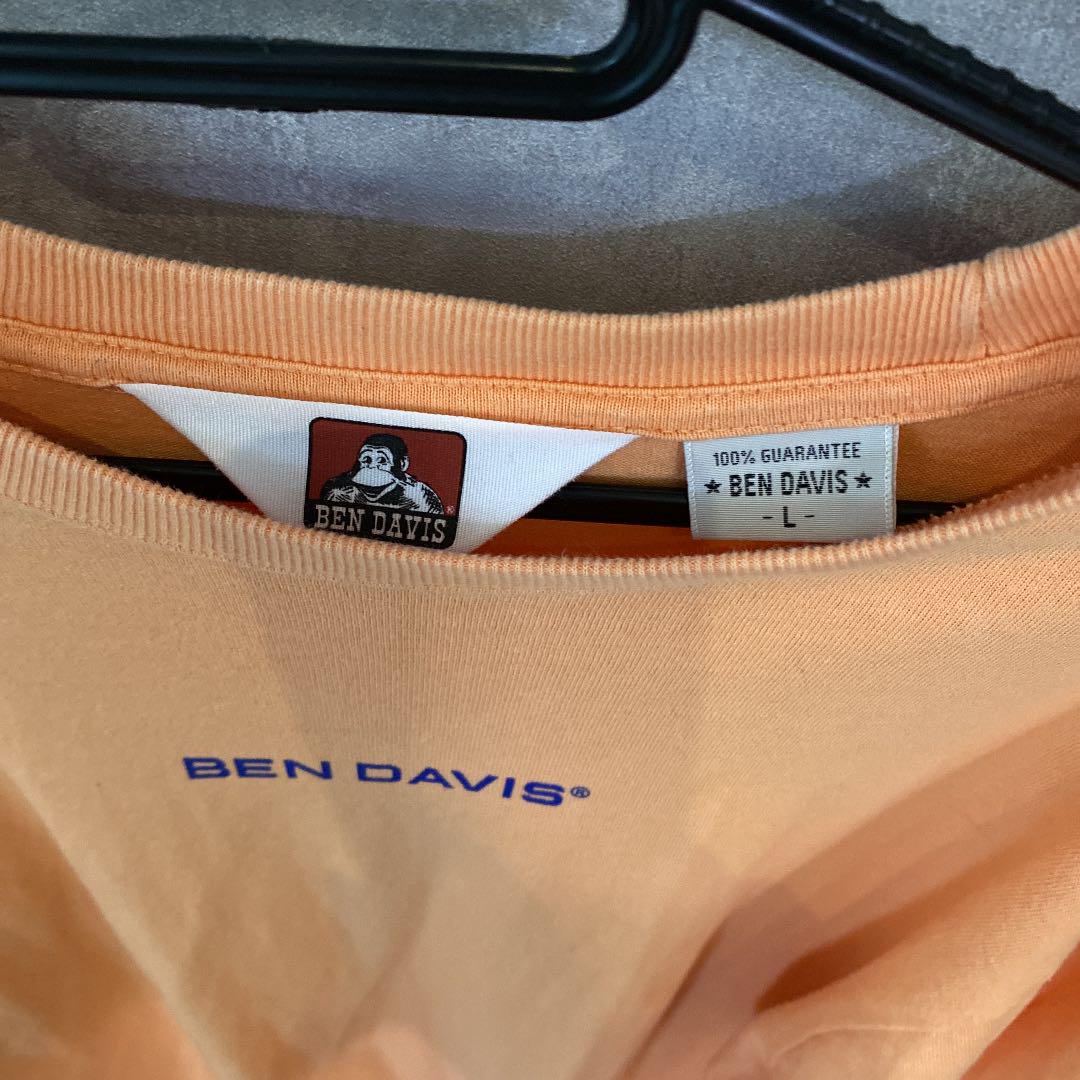 BEN DAVIS®
100% GUARANTEE
★ BEN DAVIS ★
- L -
BEN DAVIS®